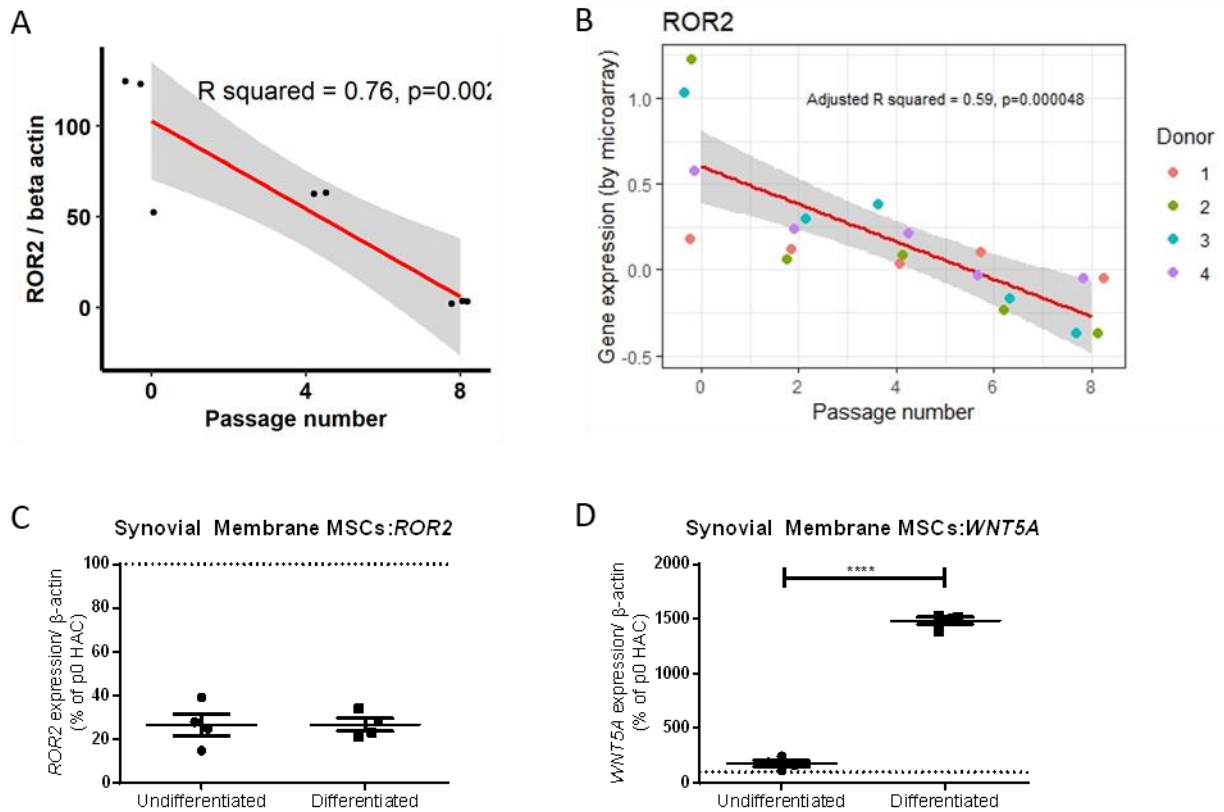 A
R squared = 0.76, p=0.002
100
50
0
ROR2 / beta actin
0 4 8
Passage number
B
ROR2
Adjusted R squared = 0.59, p=0.000048
1.0
0.5
0.0
-0.5
Gene expression (by microarray)
0 2 4 6 8
Passage number
Donor
1
2
3
4
C
Synovial Membrane MSCs:ROR2
ROR2 expression/ β-actin
(% of p0 HAC)
100
80
60
40
20
0
Undifferentiated Differentiated
D
Synovial Membrane MSCs:WNT5A
WNT5A expression/ β-actin
(% of p0 HAC)
2000
1500
1000
500
0
****
Undifferentiated Differentiated